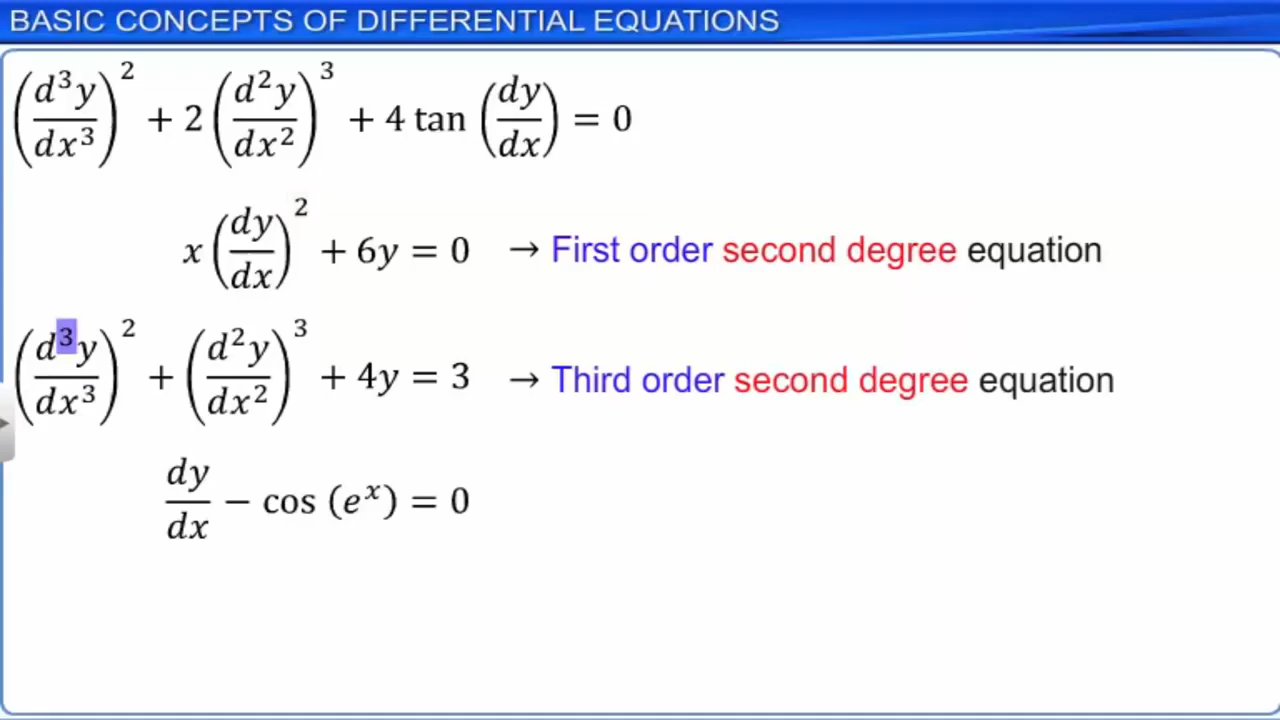 BASIC CONCEPTS OF DIFFERENTIAL EQUATIONS
(d³y/dx³)² + 2(d²y/dx²)³ + 4 tan (dy/dx) = 0
x(dy/dx)² + 6y = 0 → First order second degree equation
(d³y/dx³)² + (d²y/dx²)³ + 4y = 3 → Third order second degree equation
dy/dx − cos (eˣ) = 0